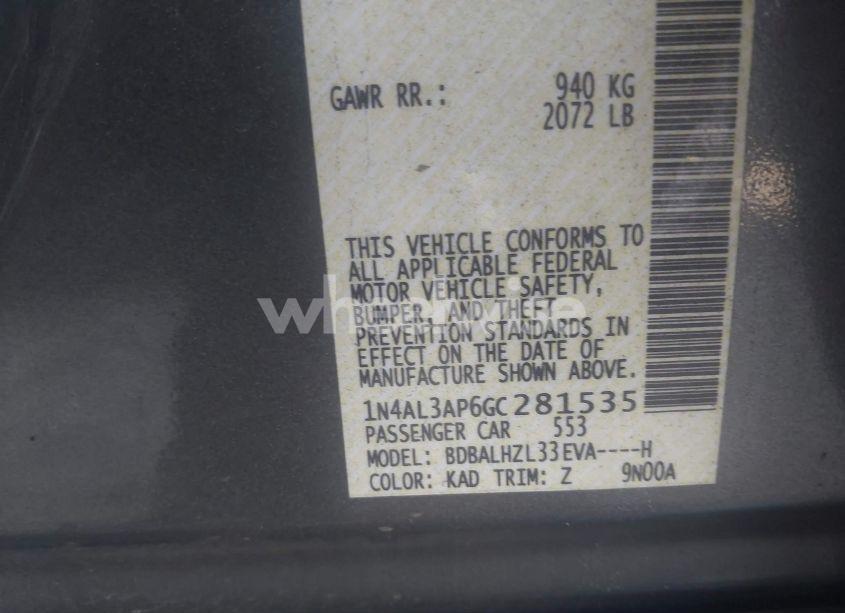 GAWR RR.: 940 KG
2072 LB
THIS VEHICLE CONFORMS TO
ALL APPLICABLE FEDERAL
MOTOR VEHICLE SAFETY,
BUMPER, AND THEFT
PREVENTION STANDARDS IN
EFFECT ON THE DATE OF
MANUFACTURE SHOWN ABOVE.
1N4AL3AP6GC281535
PASSENGER CAR 553
MODEL: BDBALHZL33EVA----H
COLOR: KAD TRIM: Z 9N00A